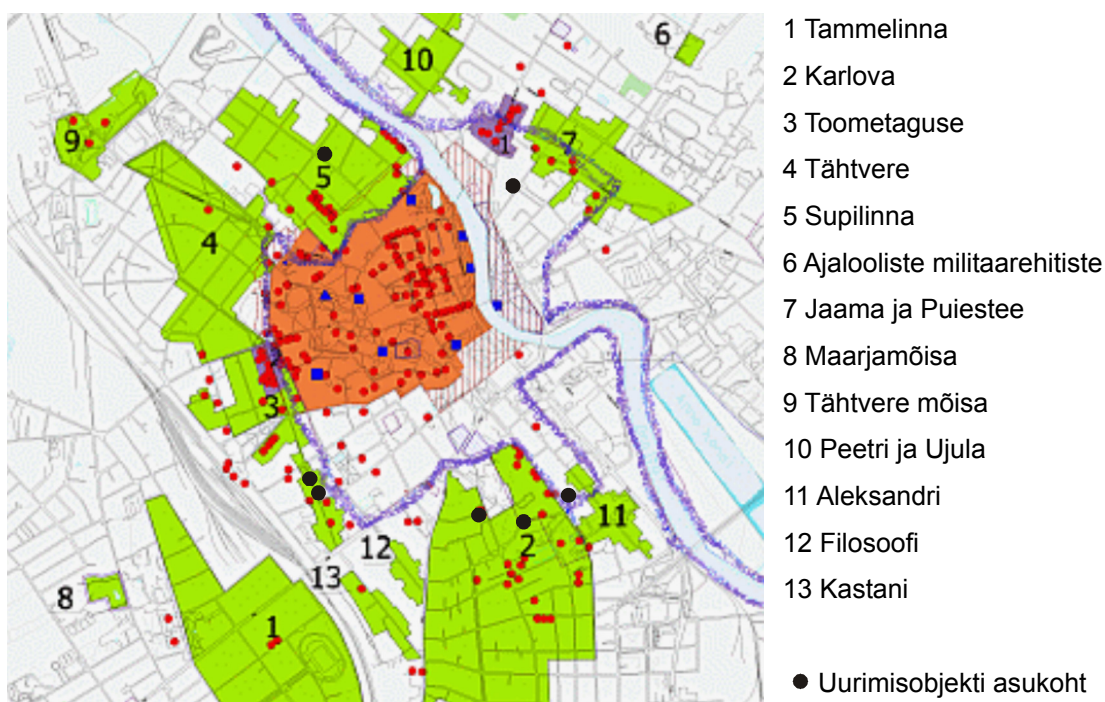 1 Tammelinna
2 Karlova
3 Toometaguse
4 Tähtvere
5 Supilinna
6 Ajalooliste militaarehitiste
7 Jaama ja Puiestee
8 Maarjamõisa
9 Tähtvere mõisa
10 Peetri ja Ujula
11 Aleksandri
12 Filosoofi
13 Kastani
Uurimisobjekti asukoht
6
10
9
1
7
5
4
2
3
11
2
12
13
8
1